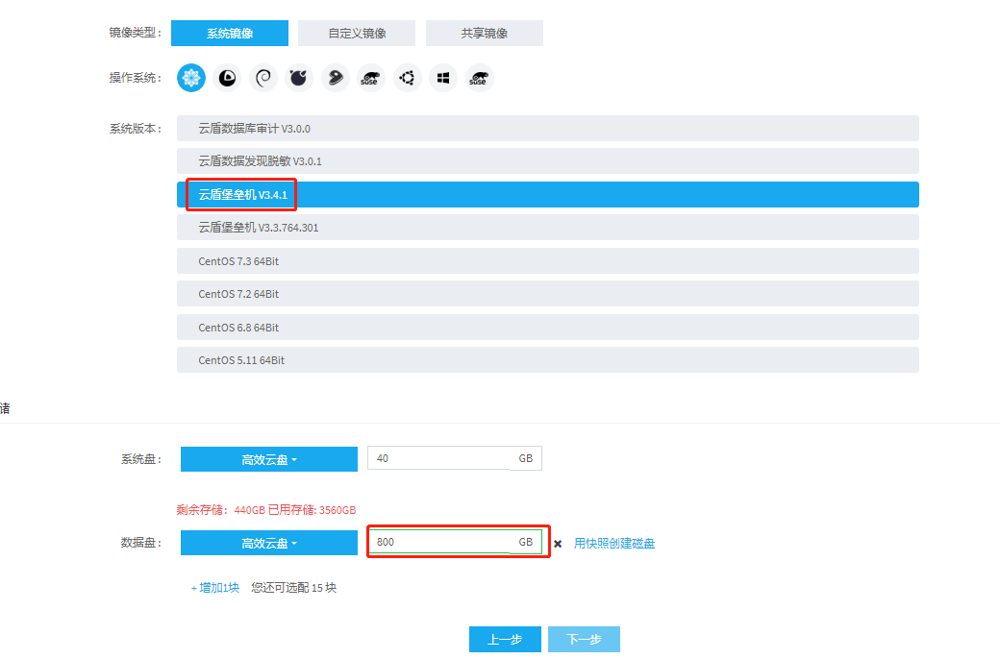 镜像类型: 系统镜像 自定义镜像 共享镜像
操作系统: SUSE SUSE
系统版本: 云盾数据库审计 V3.0.0
云盾数据发现脱敏 V3.0.1
云盾堡垒机 V3.4.1
云盾堡垒机 V3.3.764.301
CentOS 7.3 64Bit
CentOS 7.2 64Bit
CentOS 6.8 64Bit
CentOS 5.11 64Bit
储
系统盘: 高效云盘 40 GB
剩余存储: 440GB 已用存储: 3560GB
数据盘: 高效云盘 800 GB 用快照创建磁盘
+ 增加1块 您还可选配 15 块
上一步 下一步